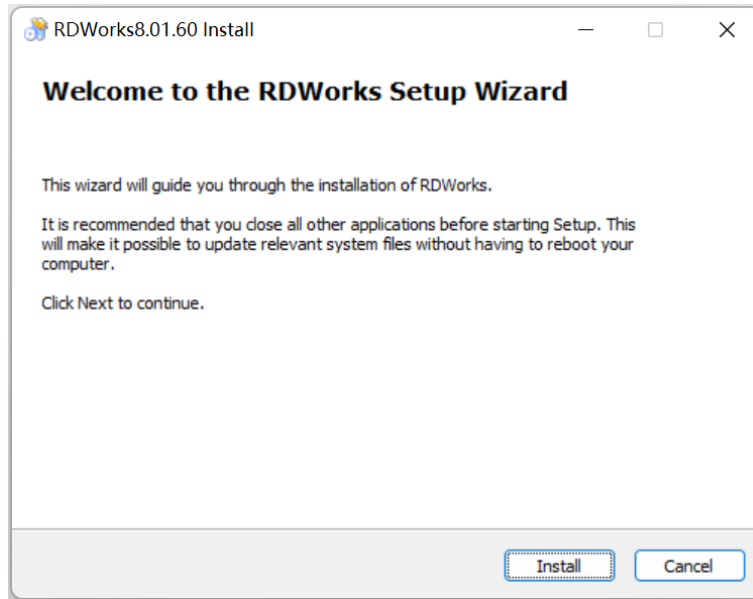 RDWorks8.01.60 Install
Welcome to the RDWorks Setup Wizard
This wizard will guide you through the installation of RDWorks.
It is recommended that you close all other applications before starting Setup. This
will make it possible to update relevant system files without having to reboot your
computer.
Click Next to continue.
Install
Cancel